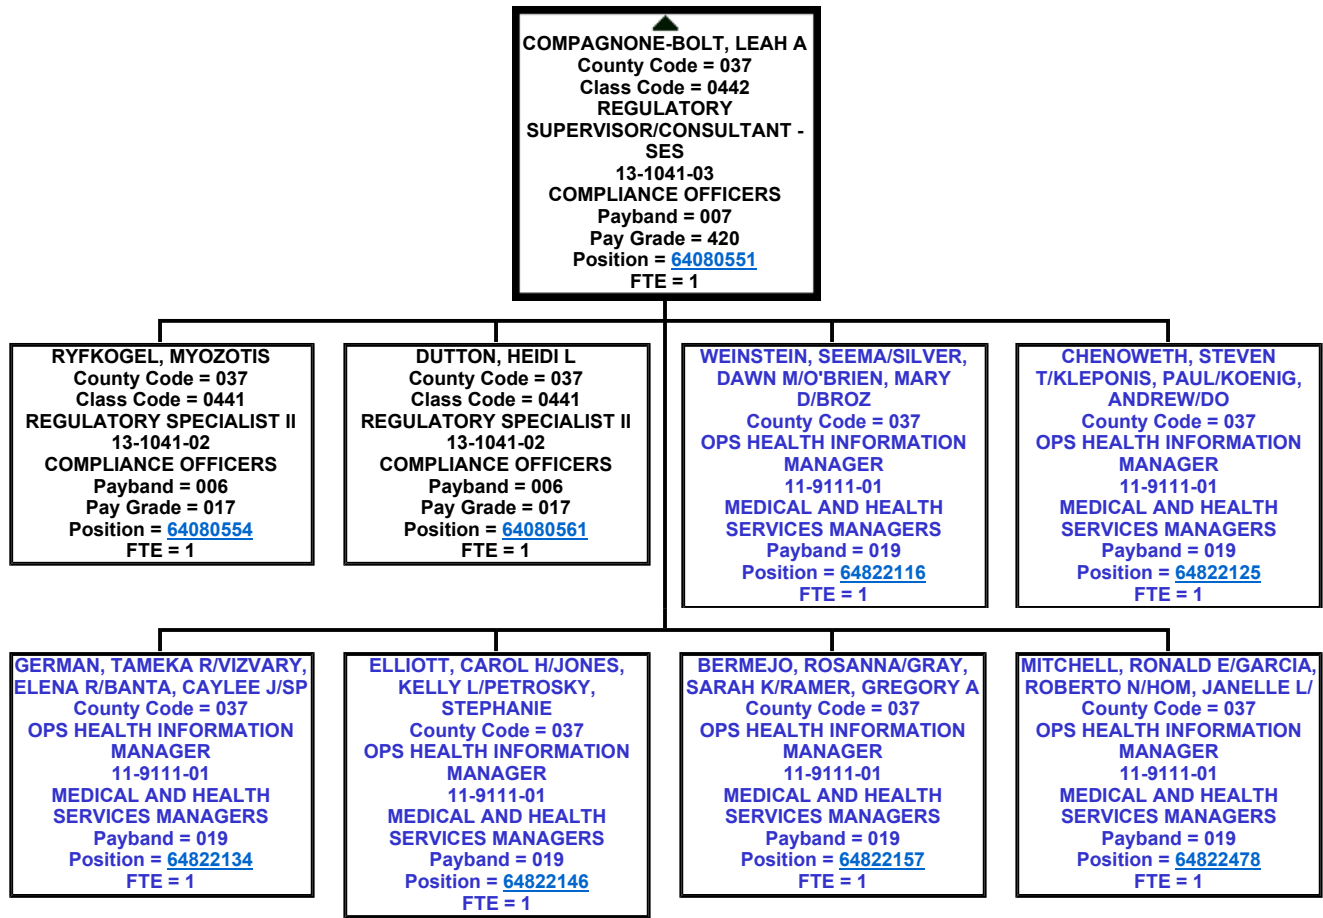 COMPAGNONE-BOLT, LEAH A
County Code = 037
Class Code = 0442
REGULATORY
SUPERVISOR/CONSULTANT -
SES
13-1041-03
COMPLIANCE OFFICERS
Payband = 007
Pay Grade = 420
Position = 64080551
FTE = 1
RYFKOGEL, MYOZOTIS
County Code = 037
Class Code = 0441
REGULATORY SPECIALIST II
13-1041-02
COMPLIANCE OFFICERS
Payband = 006
Pay Grade = 017
Position = 64080554
FTE = 1
DUTTON, HEIDI L
County Code = 037
Class Code = 0441
REGULATORY SPECIALIST II
13-1041-02
COMPLIANCE OFFICERS
Payband = 006
Pay Grade = 017
Position = 64080561
FTE = 1
WEINSTEIN, SEEMA/SILVER,
DAWN M/O'BRIEN, MARY
D/BROZ
County Code = 037
OPS HEALTH INFORMATION
MANAGER
11-9111-01
MEDICAL AND HEALTH
SERVICES MANAGERS
Payband = 019
Position = 64822116
FTE = 1
CHENOWETH, STEVEN
T/KLEPONIS, PAUL/KOENIG,
ANDREW/DO
County Code = 037
OPS HEALTH INFORMATION
MANAGER
11-9111-01
MEDICAL AND HEALTH
SERVICES MANAGERS
Payband = 019
Position = 64822125
FTE = 1
GERMAN, TAMEKA R/VIZVARY,
ELENA R/BANTA, CAYLEE J/SP
County Code = 037
OPS HEALTH INFORMATION
MANAGER
11-9111-01
MEDICAL AND HEALTH
SERVICES MANAGERS
Payband = 019
Position = 64822134
FTE = 1
ELLIOTT, CAROL H/JONES,
KELLY L/PETROSKY,
STEPHANIE
County Code = 037
OPS HEALTH INFORMATION
MANAGER
11-9111-01
MEDICAL AND HEALTH
SERVICES MANAGERS
Payband = 019
Position = 64822146
FTE = 1
BERMEJO, ROSANNA/GRAY,
SARAH K/RAMER, GREGORY A
County Code = 037
OPS HEALTH INFORMATION
MANAGER
11-9111-01
MEDICAL AND HEALTH
SERVICES MANAGERS
Payband = 019
Position = 64822157
FTE = 1
MITCHELL, RONALD E/GARCIA,
ROBERTO N/HOM, JANELLE L/
County Code = 037
OPS HEALTH INFORMATION
MANAGER
11-9111-01
MEDICAL AND HEALTH
SERVICES MANAGERS
Payband = 019
Position = 64822478
FTE = 1